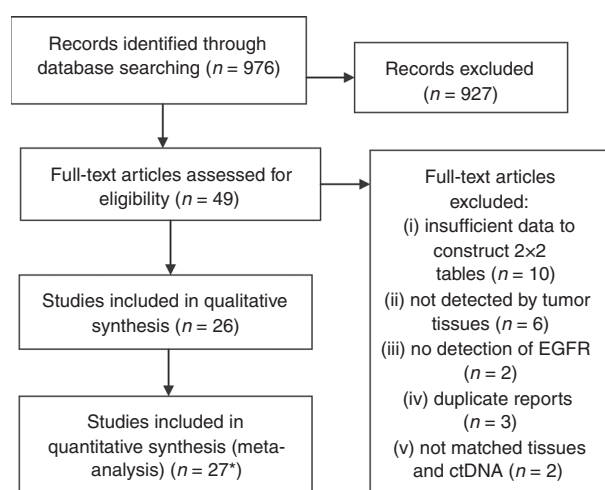 Records identified through
database searching (n = 976)
Records excluded
(n = 927)
Full-text articles assessed for
eligibility (n = 49)
Full-text articles
excluded:
(i) insufficient data to
construct 2×2
tables (n = 10)
(ii) not detected by tumor
tissues (n = 6)
(iii) no detection of EGFR
(n = 2)
(iv) duplicate reports
(n = 3)
(v) not matched tissues
and ctDNA (n = 2)
Studies included in qualitative
synthesis (n = 26)
Studies included in
quantitative synthesis (meta-
analysis) (n = 27*)